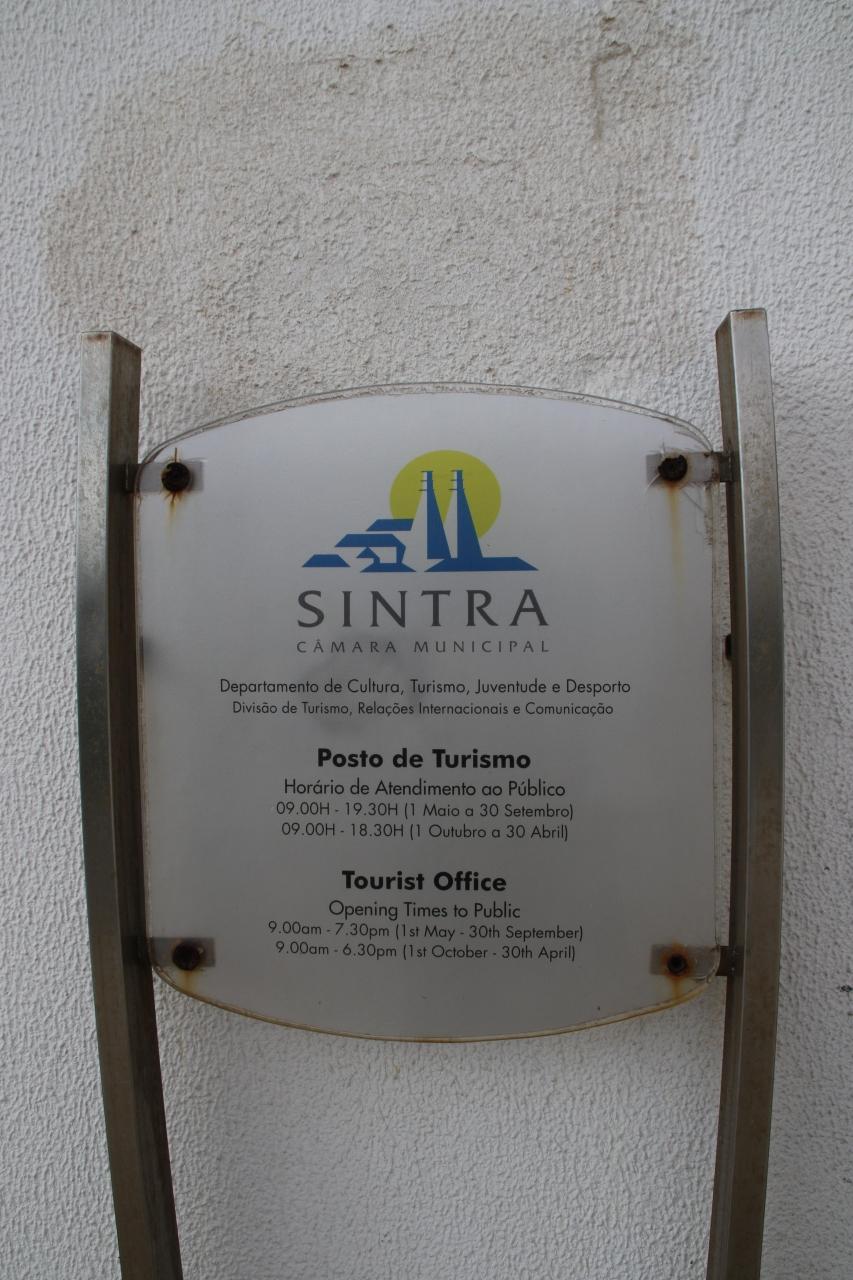 SINTRA
CÂMARA MUNICIPAL
Departamento de Cultura, Turismo, Juventude e Desporto
Divisão de Turismo, Relações Internacionais e Comunicação
Posto de Turismo
Horário de Atendimento ao Público
09.00H - 19.30H (1 Maio a 30 Setembro)
09.00H - 18.30H (1 Outubro a 30 Abril)
Tourist Office
Opening Times to Public
9.00am - 7.30pm (1st May - 30th September)
9.00am - 6.30pm (1st October - 30th April)